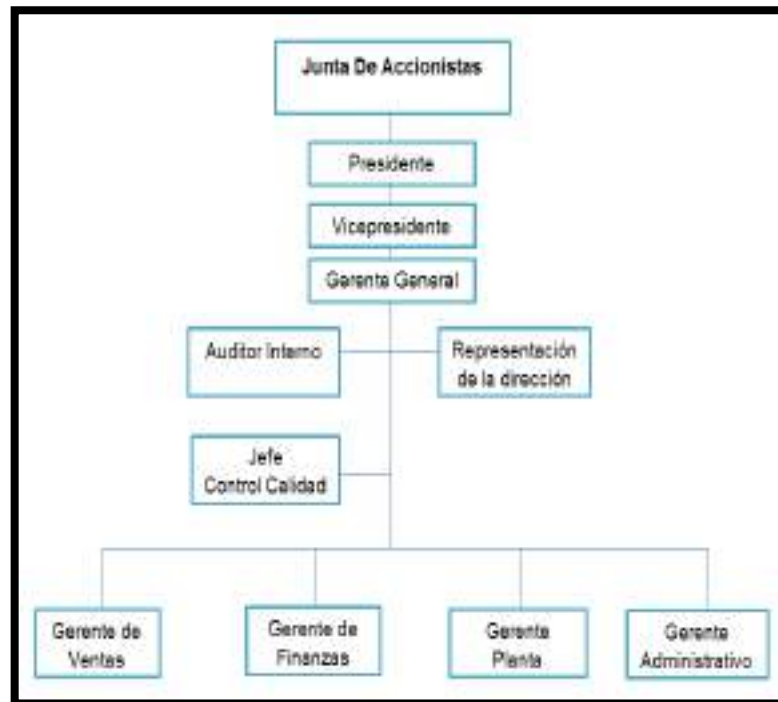 Junta De Accionistas
Presidente
Vicepresidente
Gerente General
Auditor Interno
Representación
de la dirección
Jefe
Control Calidad
Gerente de
Ventas
Gerente de
Finanzas
Gerente
Planta
Gerente
Administrativo